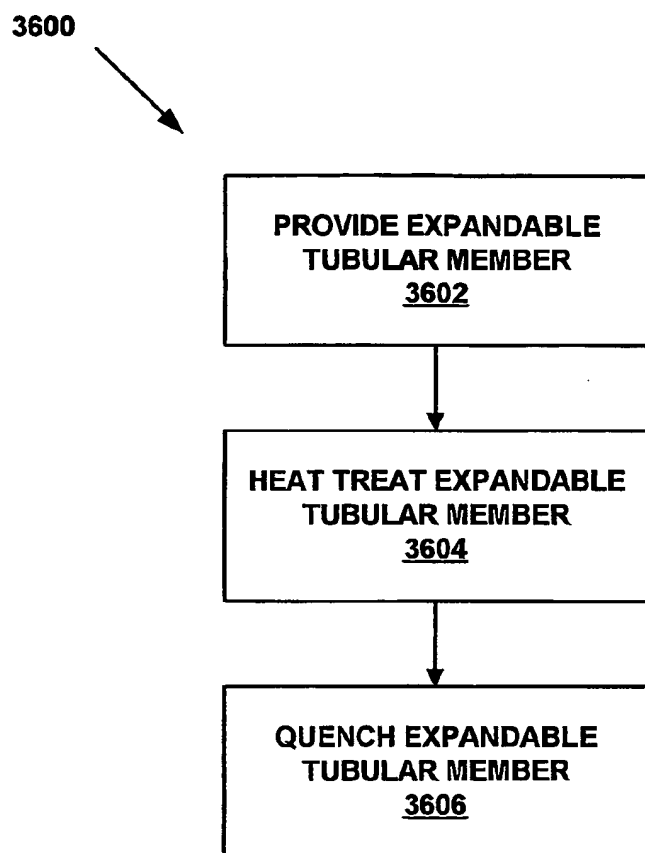 3600
PROVIDE EXPANDABLE
TUBULAR MEMBER
3602
HEAT TREAT EXPANDABLE
TUBULAR MEMBER
3604
QUENCH EXPANDABLE
TUBULAR MEMBER
3606